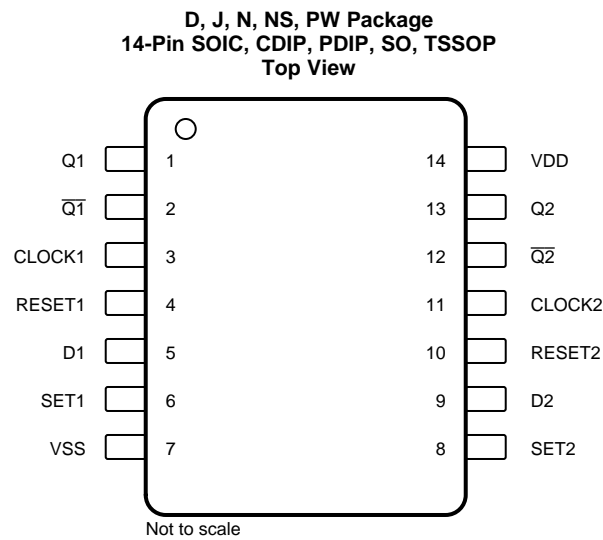 D, J, N, NS, PW Package
14-Pin SOIC, CDIP, PDIP, SO, TSSOP
Top View
Q1 1 14 VDD
Q̅1̅ 2 13 Q2
CLOCK1 3 12 Q̅2̅
RESET1 4 11 CLOCK2
D1 5 10 RESET2
SET1 6 9 D2
VSS 7 8 SET2
Not to scale